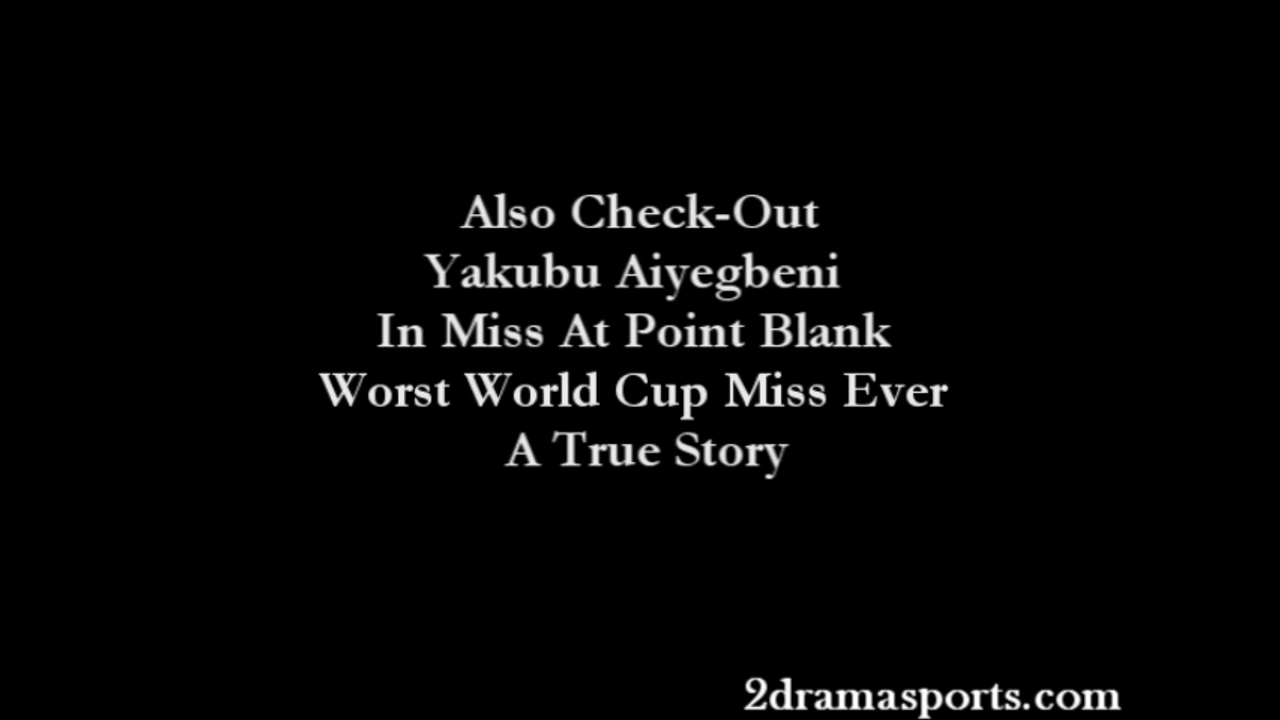 Also Check-Out
Yakubu Aiyegbeni
In Miss At Point Blank
Worst World Cup Miss Ever
A True Story
2dramasports.com